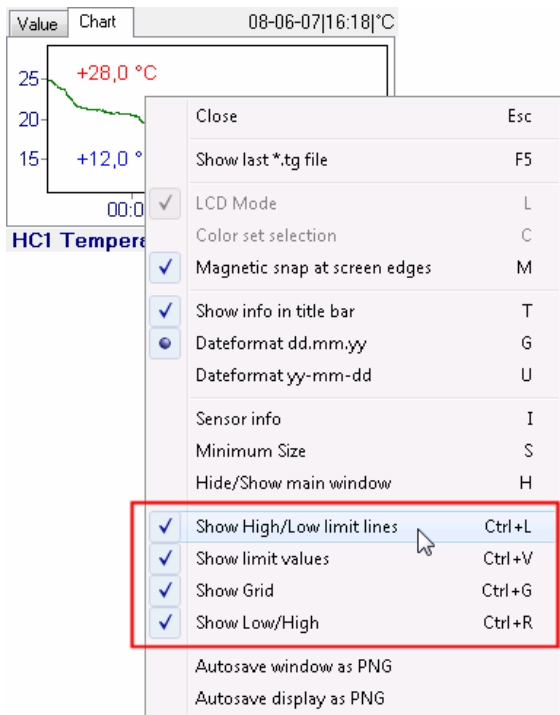 Value Chart 08-06-07|16:18|°C
25 +28,0 °C
20
15 +12,0 °
00:0
HC1 Tempera
Close Esc
Show last *.tg file F5
LCD Mode L
Color set selection C
Magnetic snap at screen edges M
Show info in title bar T
Dateformat dd.mm.yy G
Dateformat yy-mm-dd U
Sensor info I
Minimum Size S
Hide/Show main window H
Show High/Low limit lines Ctrl+L
Show limit values Ctrl+V
Show Grid Ctrl+G
Show Low/High Ctrl+R
Autosave window as PNG
Autosave display as PNG